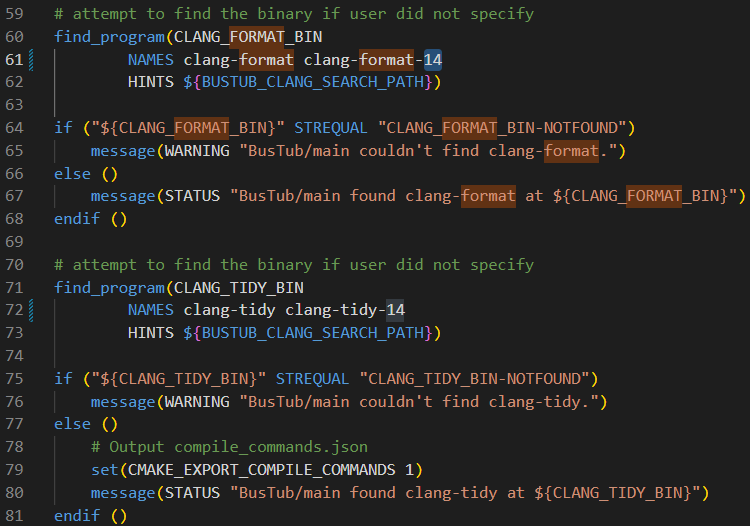 59 # attempt to find the binary if user did not specify
60 find_program(CLANG_FORMAT_BIN
61         NAMES clang-format clang-format-14
62         HINTS ${BUSTUB_CLANG_SEARCH_PATH})
63
64 if ("${CLANG_FORMAT_BIN}" STREQUAL "CLANG_FORMAT_BIN-NOTFOUND")
65     message(WARNING "BusTub/main couldn't find clang-format.")
66 else ()
67     message(STATUS "BusTub/main found clang-format at ${CLANG_FORMAT_BIN}")
68 endif ()
69
70 # attempt to find the binary if user did not specify
71 find_program(CLANG_TIDY_BIN
72         NAMES clang-tidy clang-tidy-14
73         HINTS ${BUSTUB_CLANG_SEARCH_PATH})
74
75 if ("${CLANG_TIDY_BIN}" STREQUAL "CLANG_TIDY_BIN-NOTFOUND")
76     message(WARNING "BusTub/main couldn't find clang-tidy.")
77 else ()
78     # Output compile_commands.json
79     set(CMAKE_EXPORT_COMPILE_COMMANDS 1)
80     message(STATUS "BusTub/main found clang-tidy at ${CLANG_TIDY_BIN}")
81 endif ()